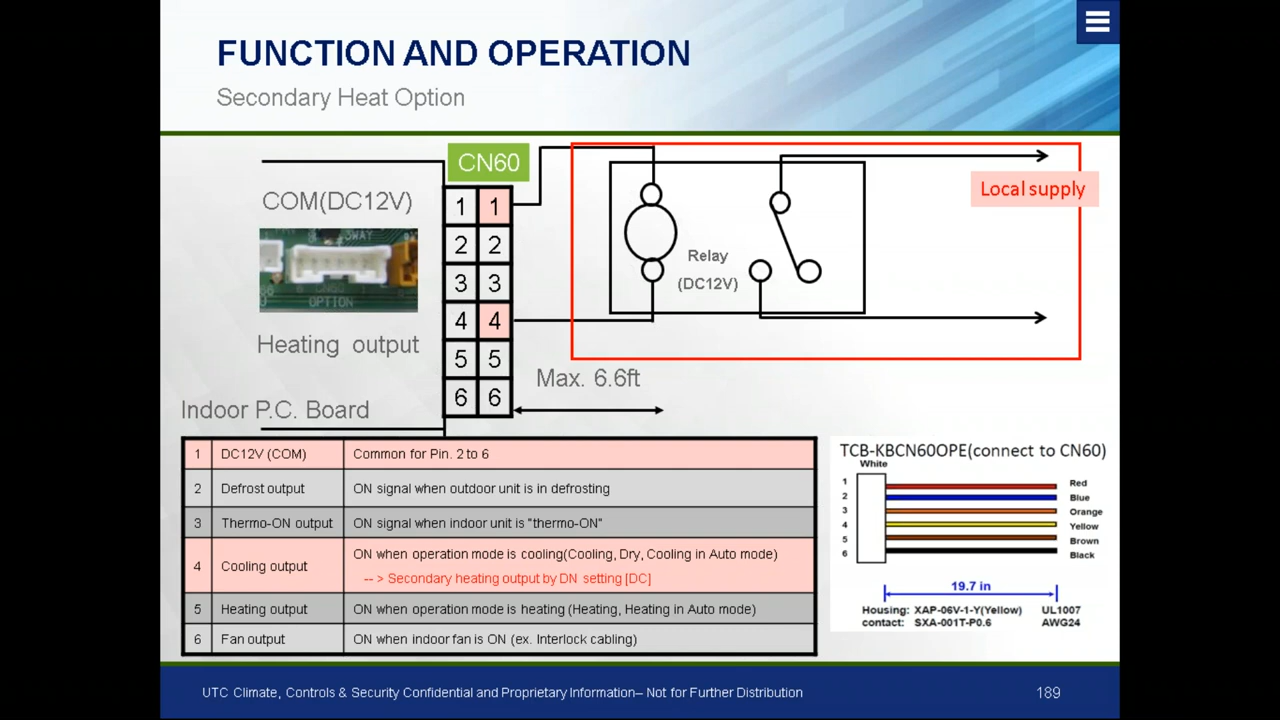 FUNCTION AND OPERATION
Secondary Heat Option
CN60
COM(DC12V)
3WAY
CN60
OPTION
Heating output
Indoor P.C. Board
1 1
2 2
3 3
4 4
5 5
6 6
Relay
(DC12V)
Local supply
Max. 6.6ft
1 DC12V (COM) Common for Pin. 2 to 6
2 Defrost output ON signal when outdoor unit is in defrosting
3 Thermo-ON output ON signal when indoor unit is "thermo-ON"
4 Cooling output ON when operation mode is cooling(Cooling, Dry, Cooling in Auto mode)
-- > Secondary heating output by DN setting [DC]
5 Heating output ON when operation mode is heating (Heating, Heating in Auto mode)
6 Fan output ON when indoor fan is ON (ex. Interlock cabling)
TCB-KBCN60OPE(connect to CN60)
White
1 Red
2 Blue
3 Orange
4 Yellow
5 Brown
6 Black
19.7 in
Housing: XAP-06V-1-Y(Yellow) UL1007
contact: SXA-001T-P0.6 AWG24
UTC Climate, Controls & Security Confidential and Proprietary Information– Not for Further Distribution
189